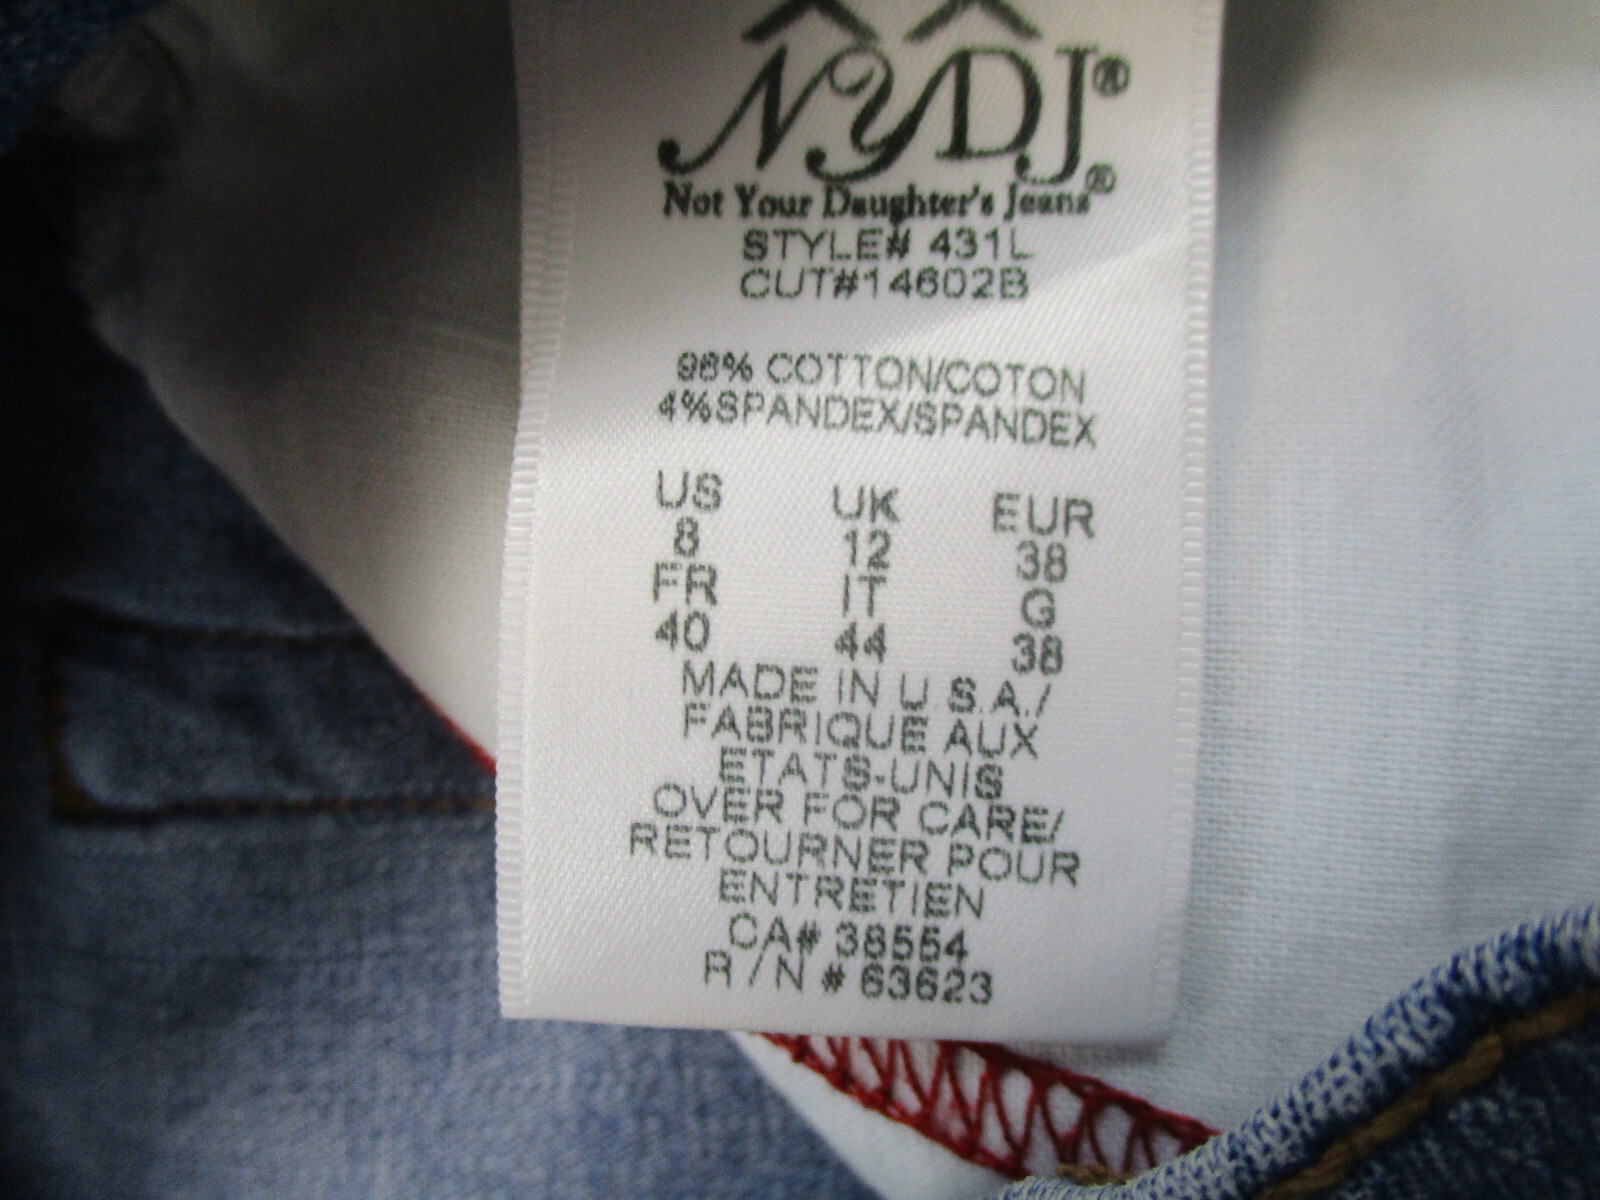 NYDJ®
Not Your Daughter's Jeans®
STYLE# 431L
CUT#14602B
96% COTTON/COTON
4%SPANDEX/SPANDEX
US UK EUR
8 12 38
FR IT G
40 44 38
MADE IN U.S.A./
FABRIQUE AUX
ETATS-UNIS
OVER FOR CARE/
RETOURNER POUR
ENTRETIEN
CA# 38554
R/N # 63623